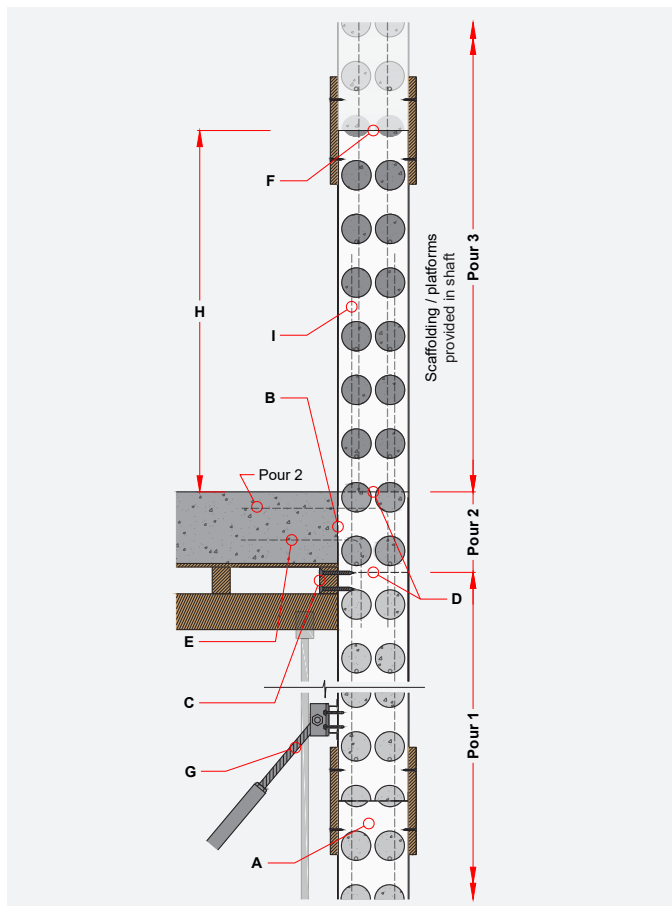 F
H
Scaffolding / platforms
provided in shaft
Pour 3
I
B
Pour 2
Pour 2
D
E
C
G
Pour 1
A